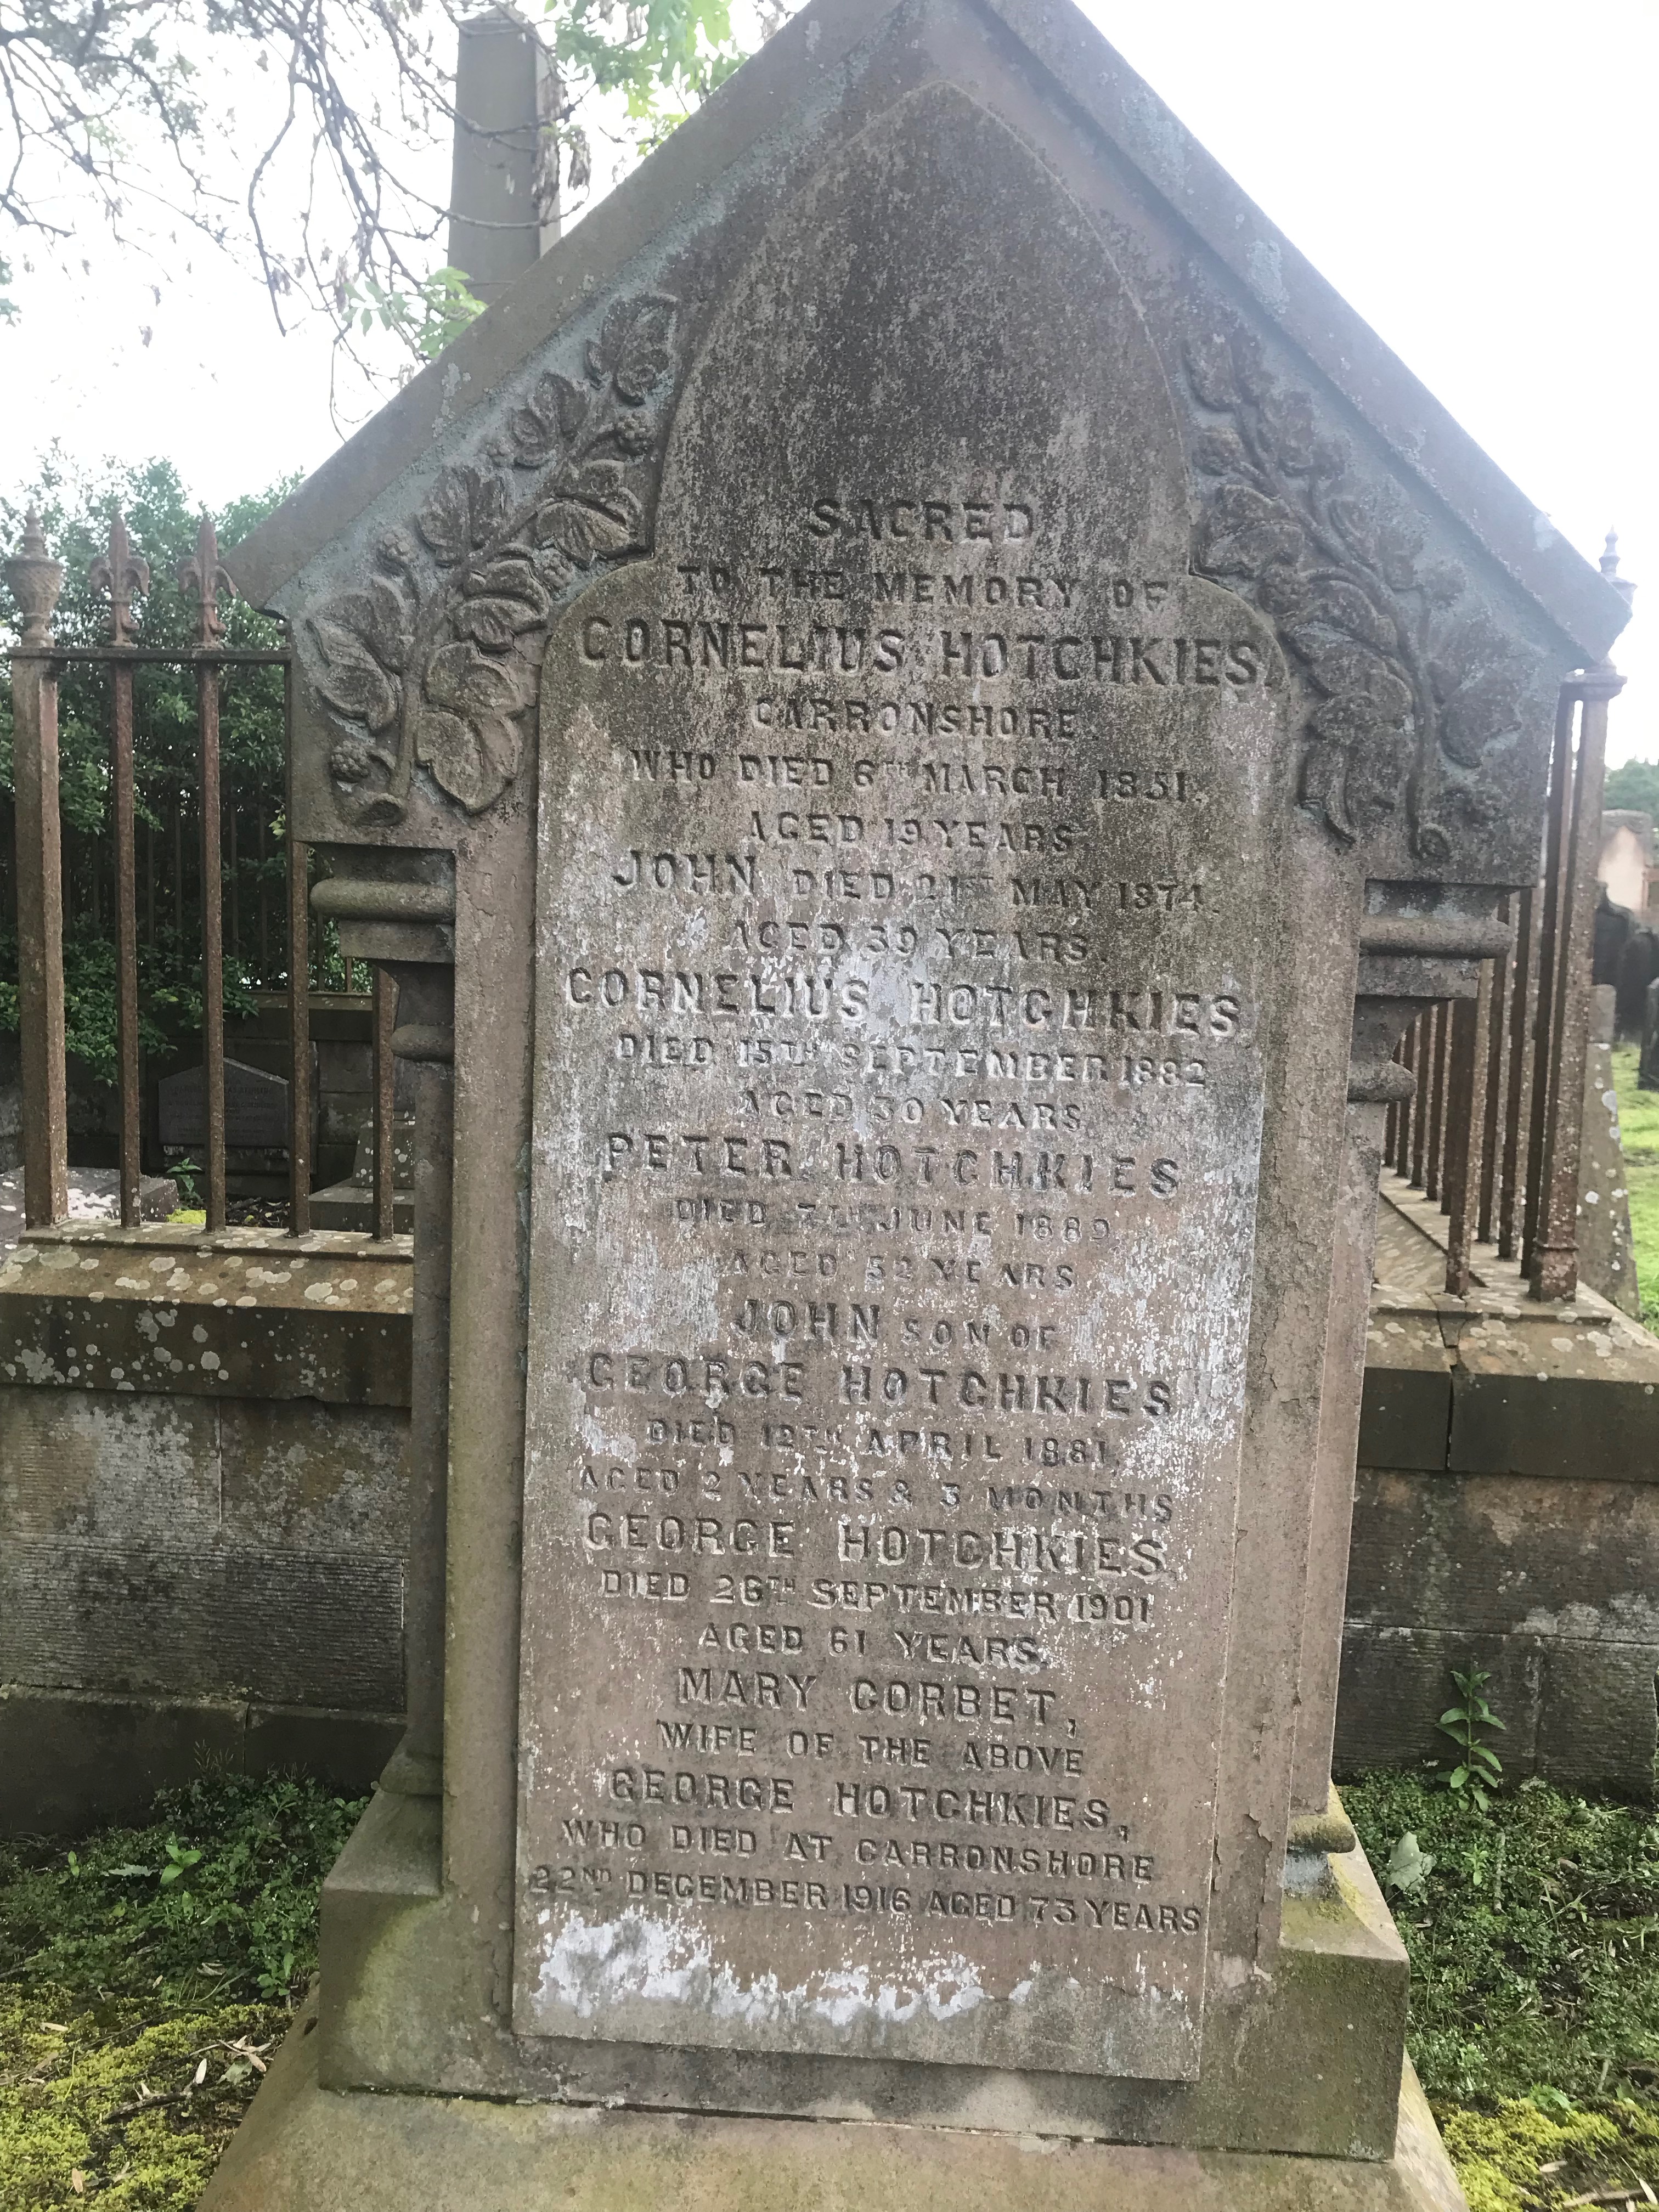 SACRED
TO THE MEMORY OF
CORNELIUS HOTCHKIES
CARRONSHORE.
WHO DIED 6TH MARCH 1851.
AGED 19 YEARS
JOHN DIED 21ST MAY 1874.
AGED 39 YEARS.
CORNELIUS HOTCHKIES
DIED 15TH SEPTEMBER 1882
AGED 30 YEARS
PETER HOTCHKIES
DIED 7TH JUNE 1889.
AGED 52 YEARS
JOHN SON OF
GEORGE HOTCHKIES
DIED 12TH APRIL 1881.
AGED 2 YEARS & 3 MONTHS
GEORGE HOTCHKIES
DIED 26TH SEPTEMBER 1901
AGED 61 YEARS.
MARY CORBET,
WIFE OF THE ABOVE
GEORGE HOTCHKIES,
WHO DIED AT CARRONSHORE
22ND DECEMBER 1916 AGED 73 YEARS